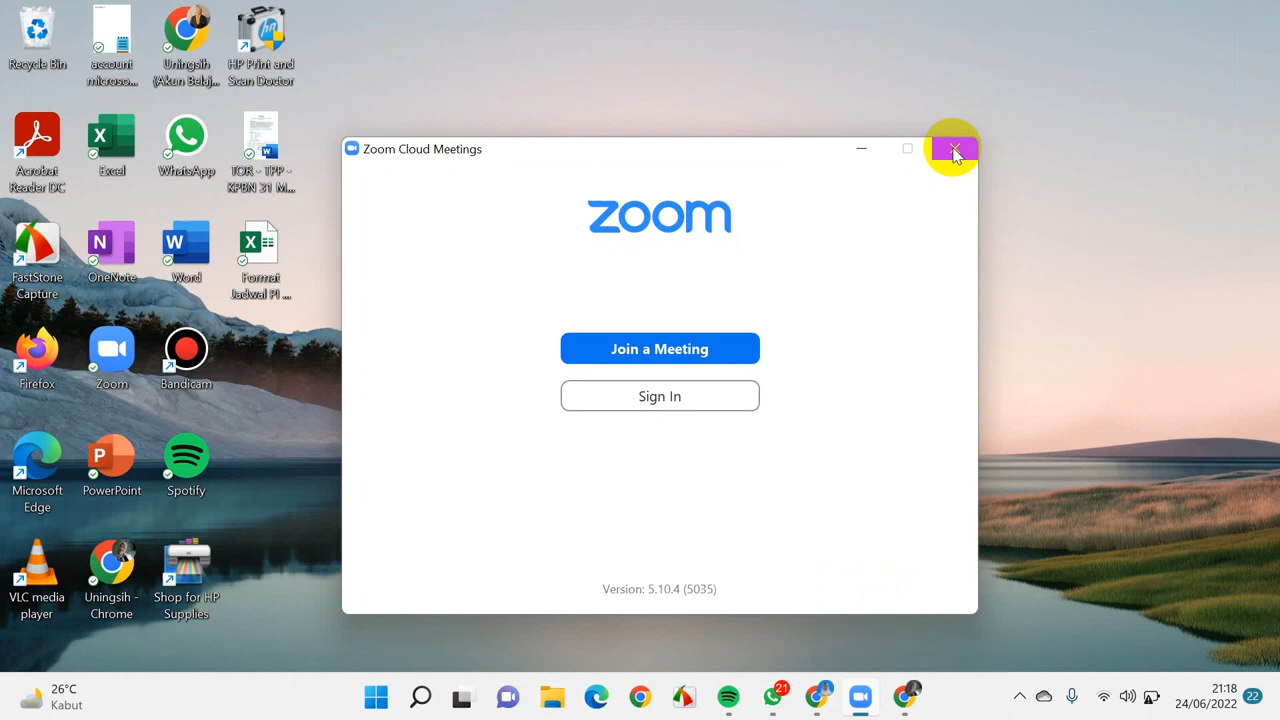 Recycle Bin
account
microso...
Uningsih
(Akun Belaj...
HP Print and
Scan Doctor
Acrobat
Reader DC
Excel
WhatsApp
TOR - TPP -
KPBN 31 M...
FastStone
Capture
OneNote
Word
Format
Jadwal PI ...
Firefox
Zoom
Bandicam
Microsoft
Edge
PowerPoint
Spotify
VLC media
player
Uningsih -
Chrome
Shop for HP
Supplies
Zoom Cloud Meetings
zoom
Join a Meeting
Sign In
Version: 5.10.4 (5035)
26°C
Kabut
21
21:18
24/06/2022
22